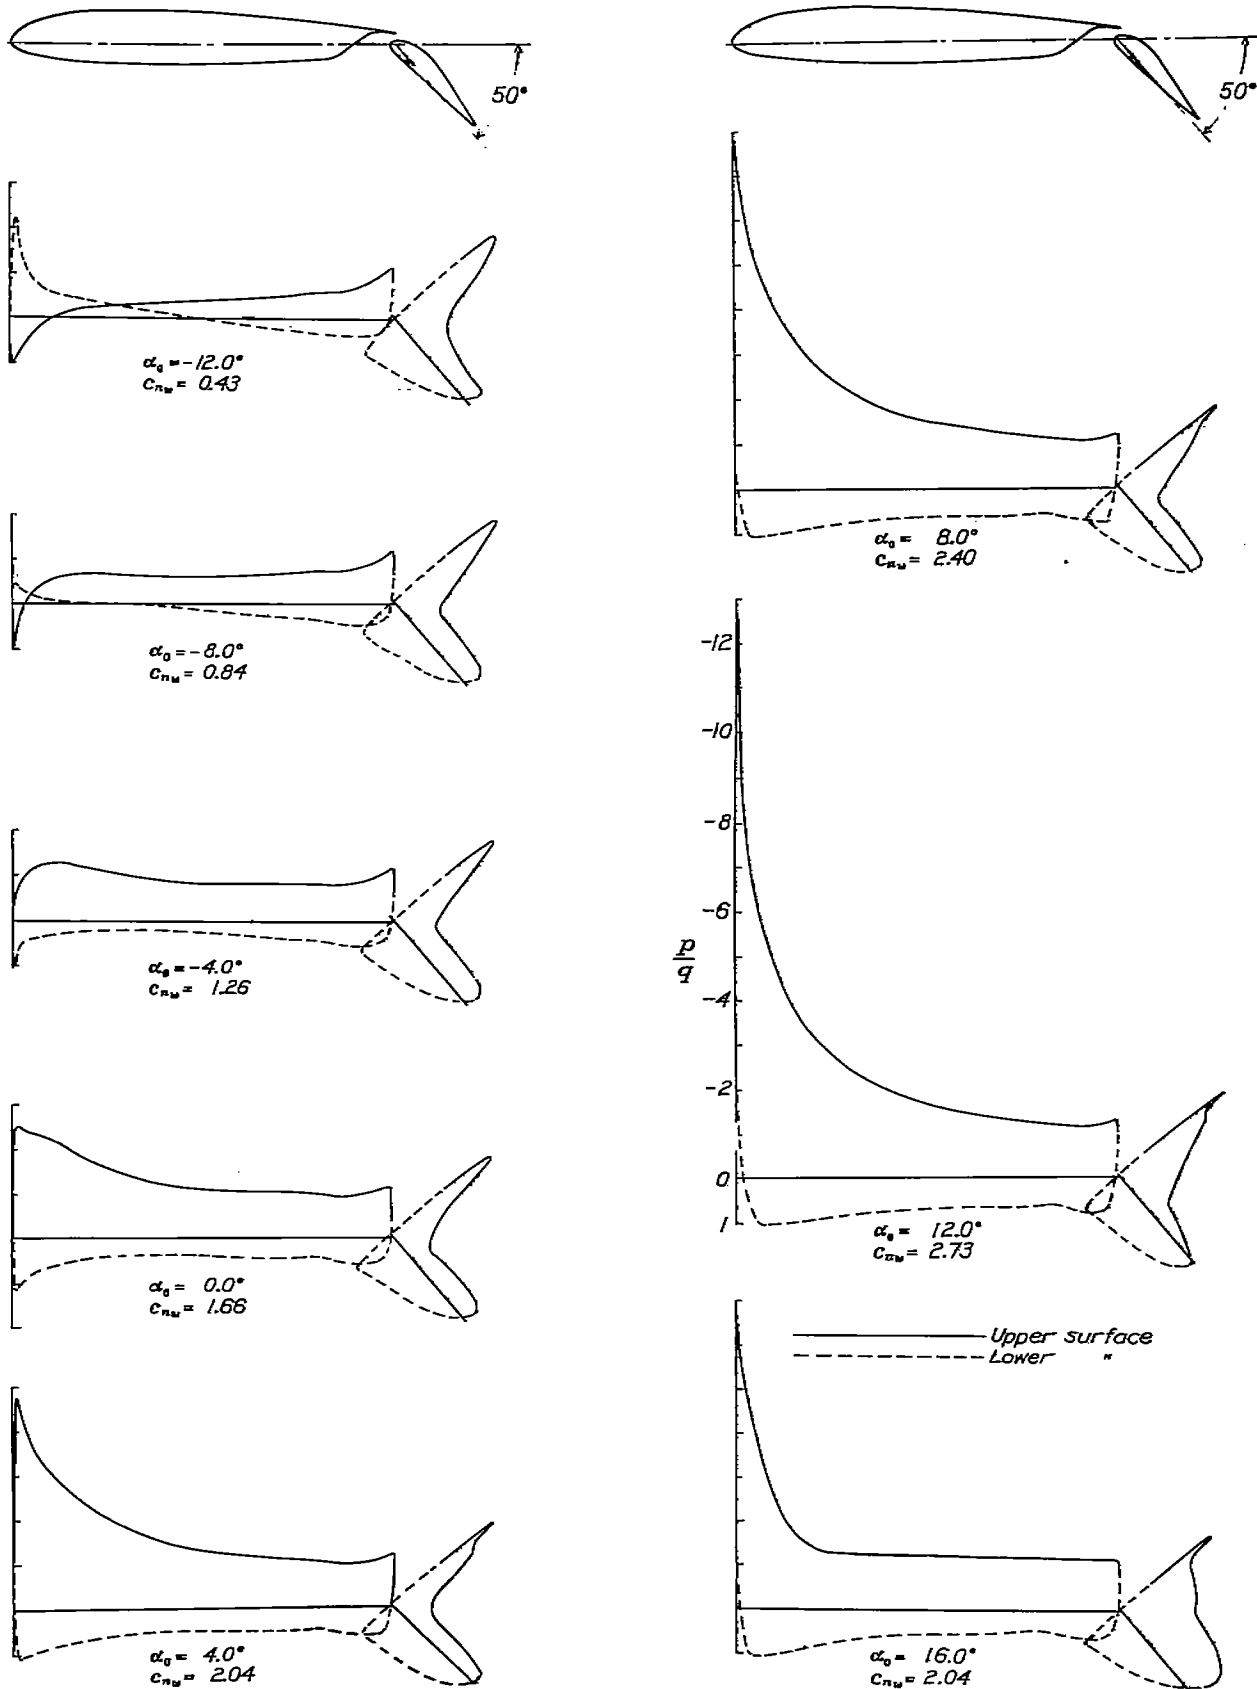 50°
α₀ = -12.0°
cₙw = 0.43
α₀ = -8.0°
cₙw = 0.84
α₀ = -4.0°
cₙw = 1.26
α₀ = 0.0°
cₙw = 1.66
α₀ = 4.0°
cₙw = 2.04
50°
α₀ = 8.0°
cₙw = 2.40
-12
-10
-8
-6
p/q
-4
-2
0
1
α₀ = 12.0°
cₙw = 2.73
Upper surface
Lower "
α₀ = 16.0°
cₙw = 2.04